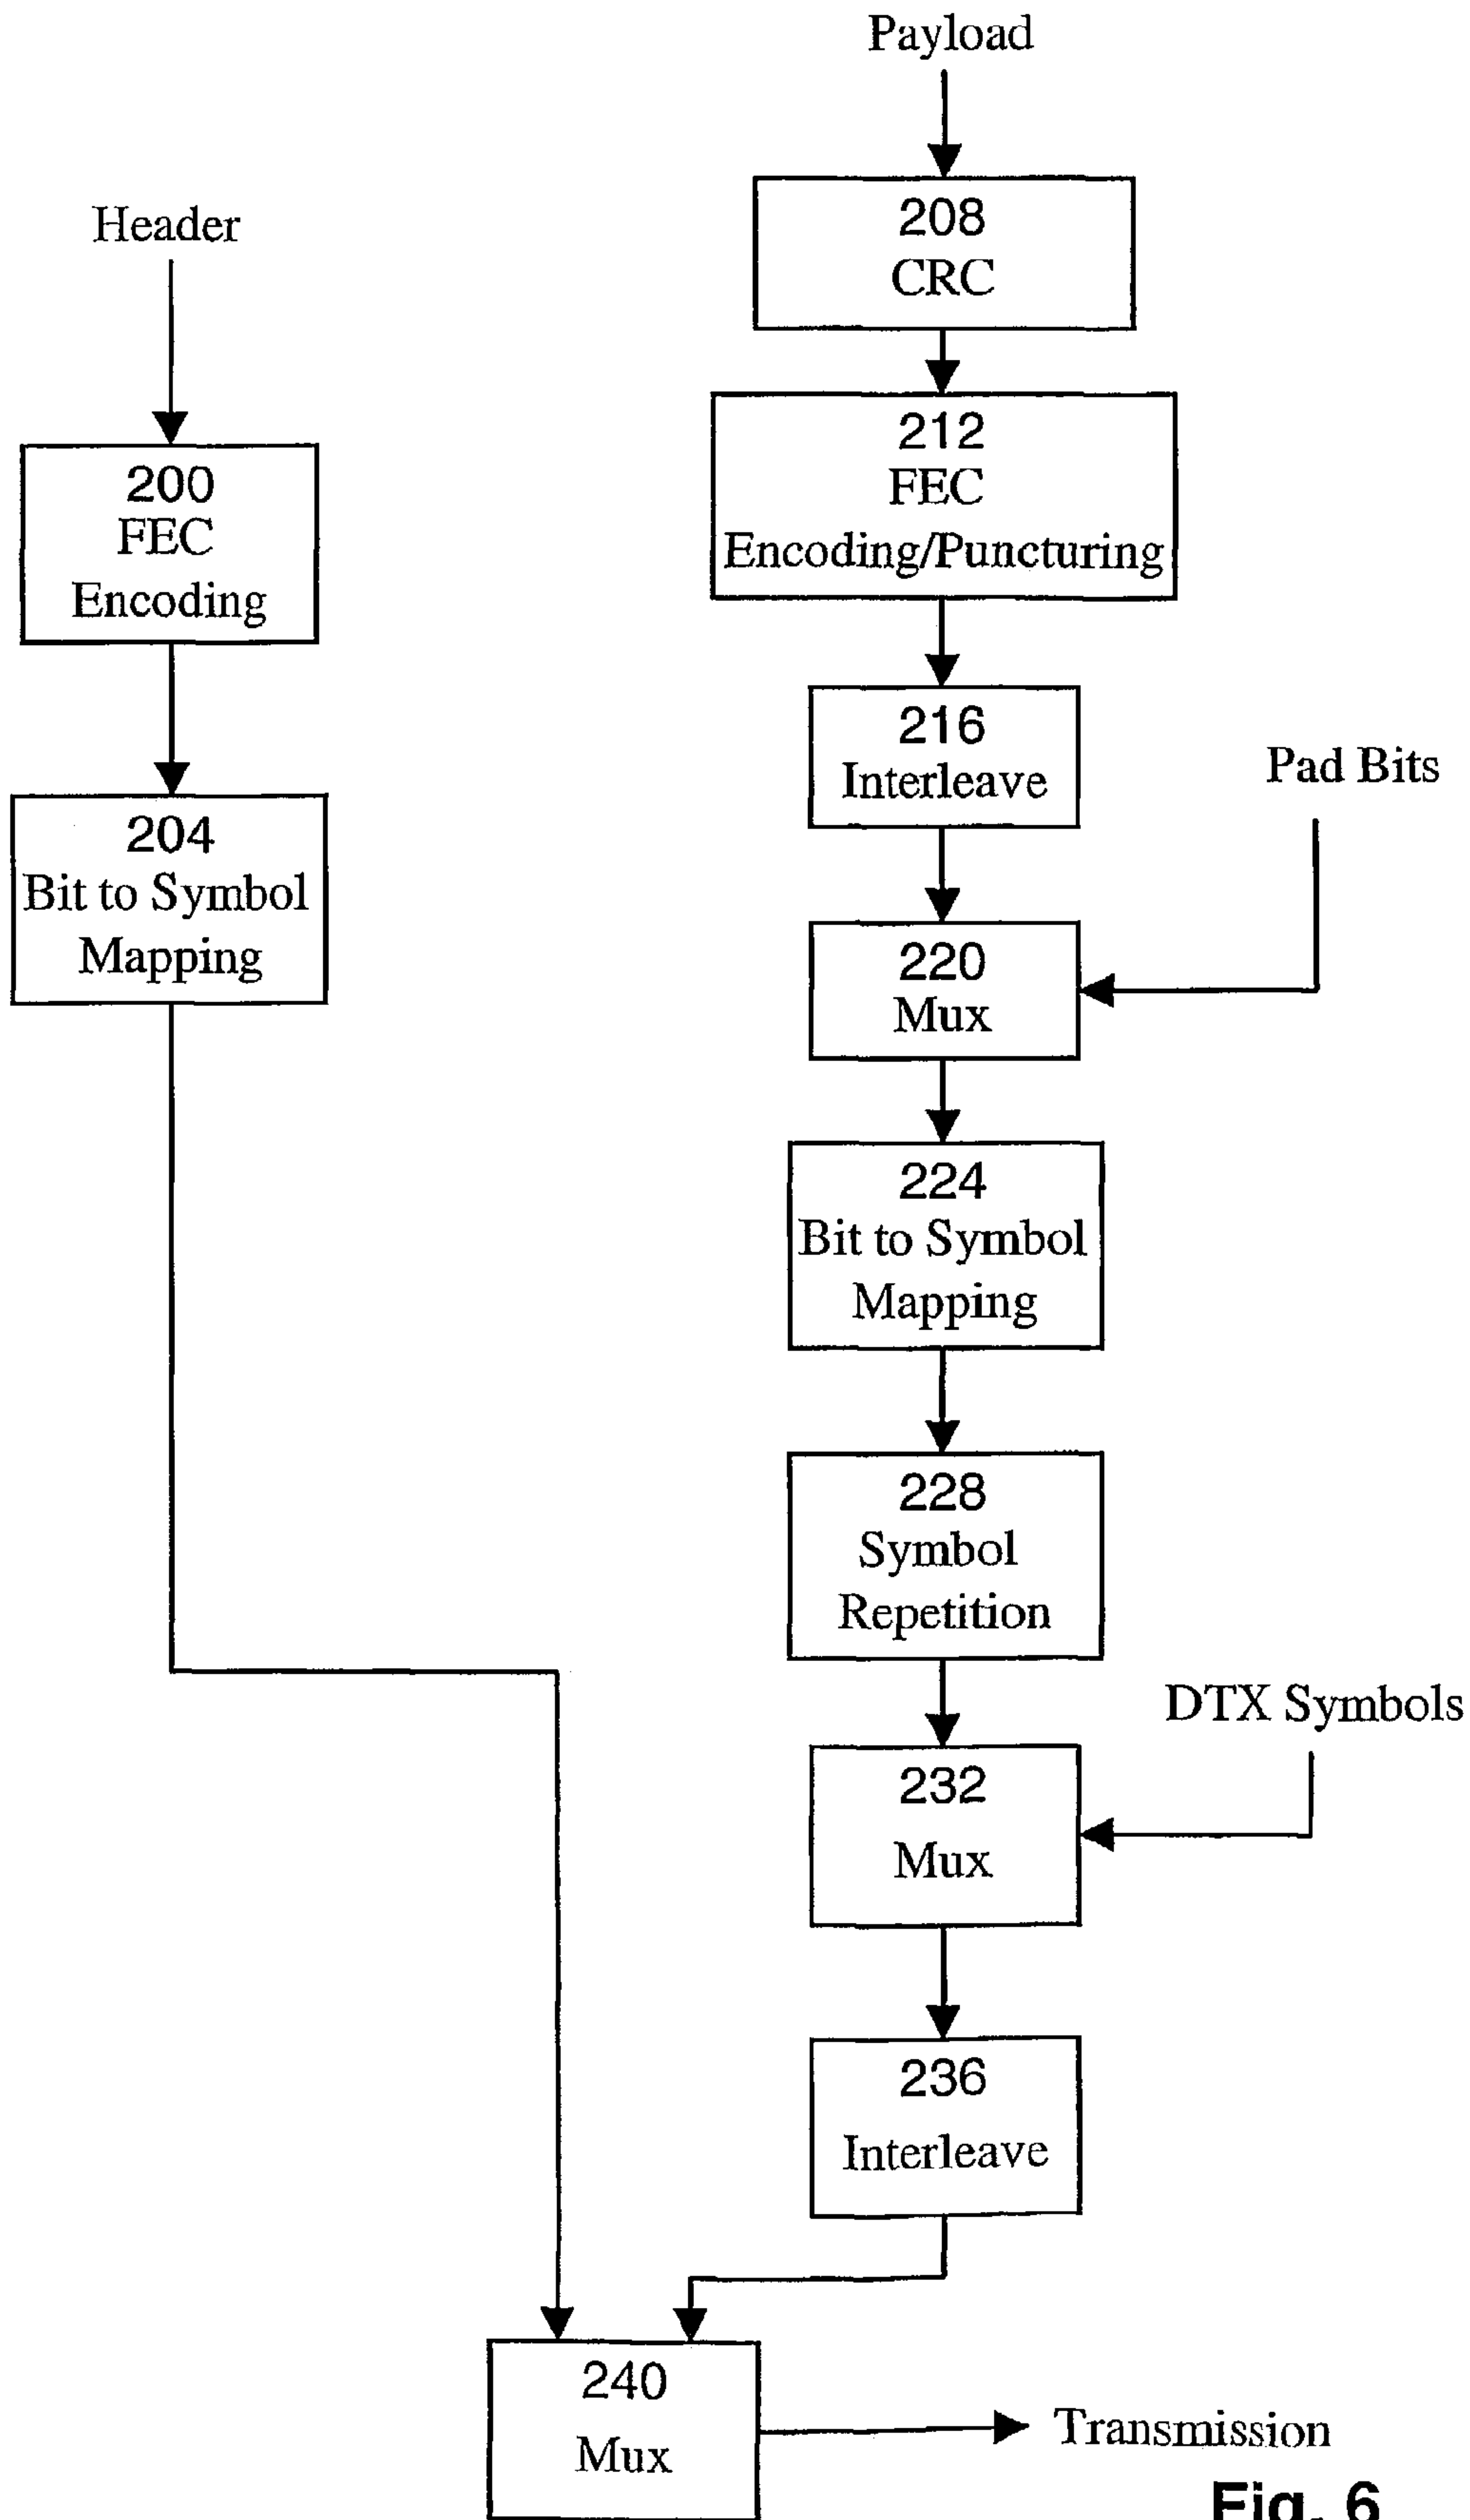 Payload
208
CRC
Header
212
FEC
Encoding/Puncturing
200
FEC
Encoding
216
Interleave
Pad Bits
204
Bit to Symbol
Mapping
220
Mux
224
Bit to Symbol
Mapping
228
Symbol
Repetition
DTX Symbols
232
Mux
236
Interleave
240
Mux
Transmission
Fig. 6